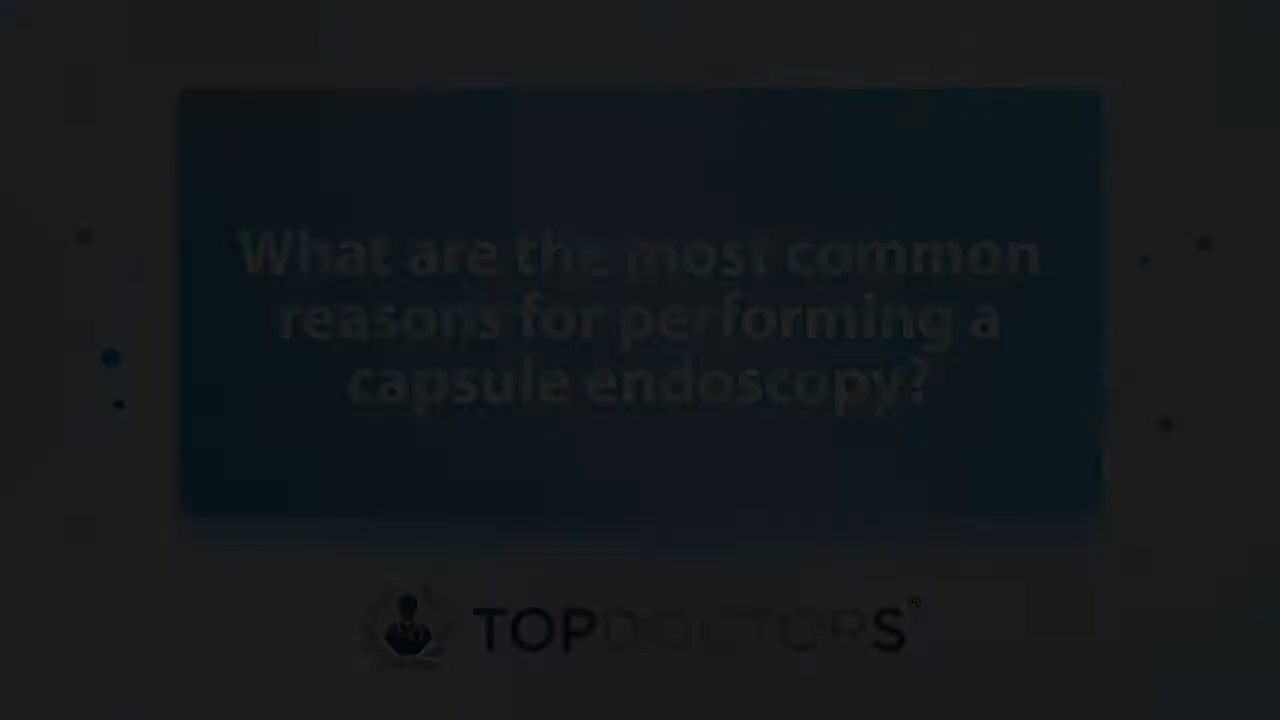 What are the most common
reasons for performing a
capsule endoscopy?
TOPDOCTORS®